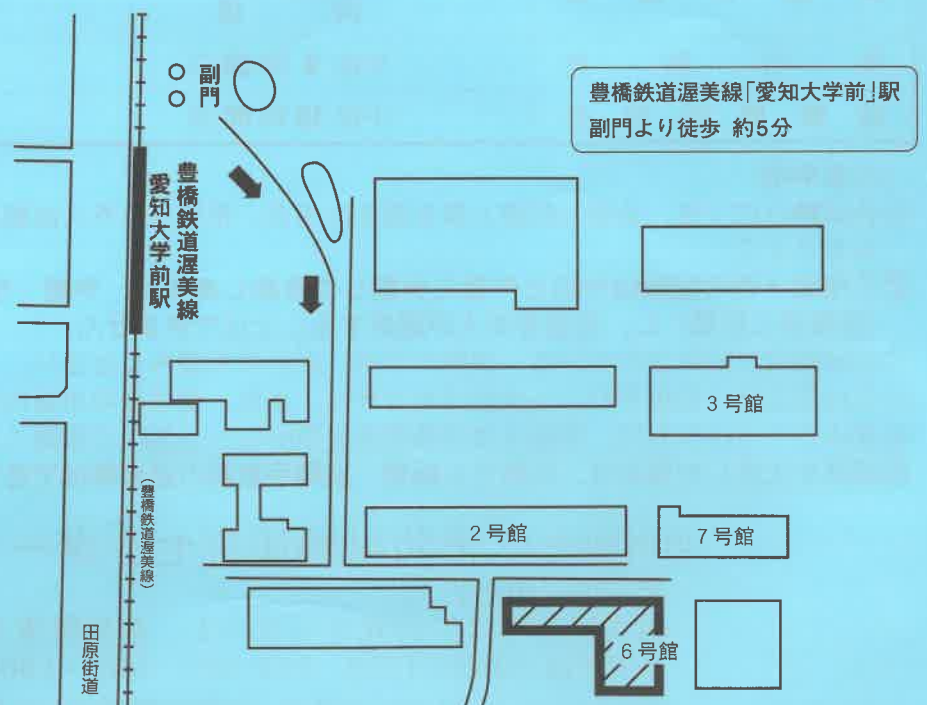 副門
豊橋鉄道渥美線「愛知大学前」駅
副門より徒歩 約5分
豊橋鉄道渥美線
愛知大学前駅
3号館
(豊橋鉄道渥美線)
2号館
7号館
6号館
田原街道